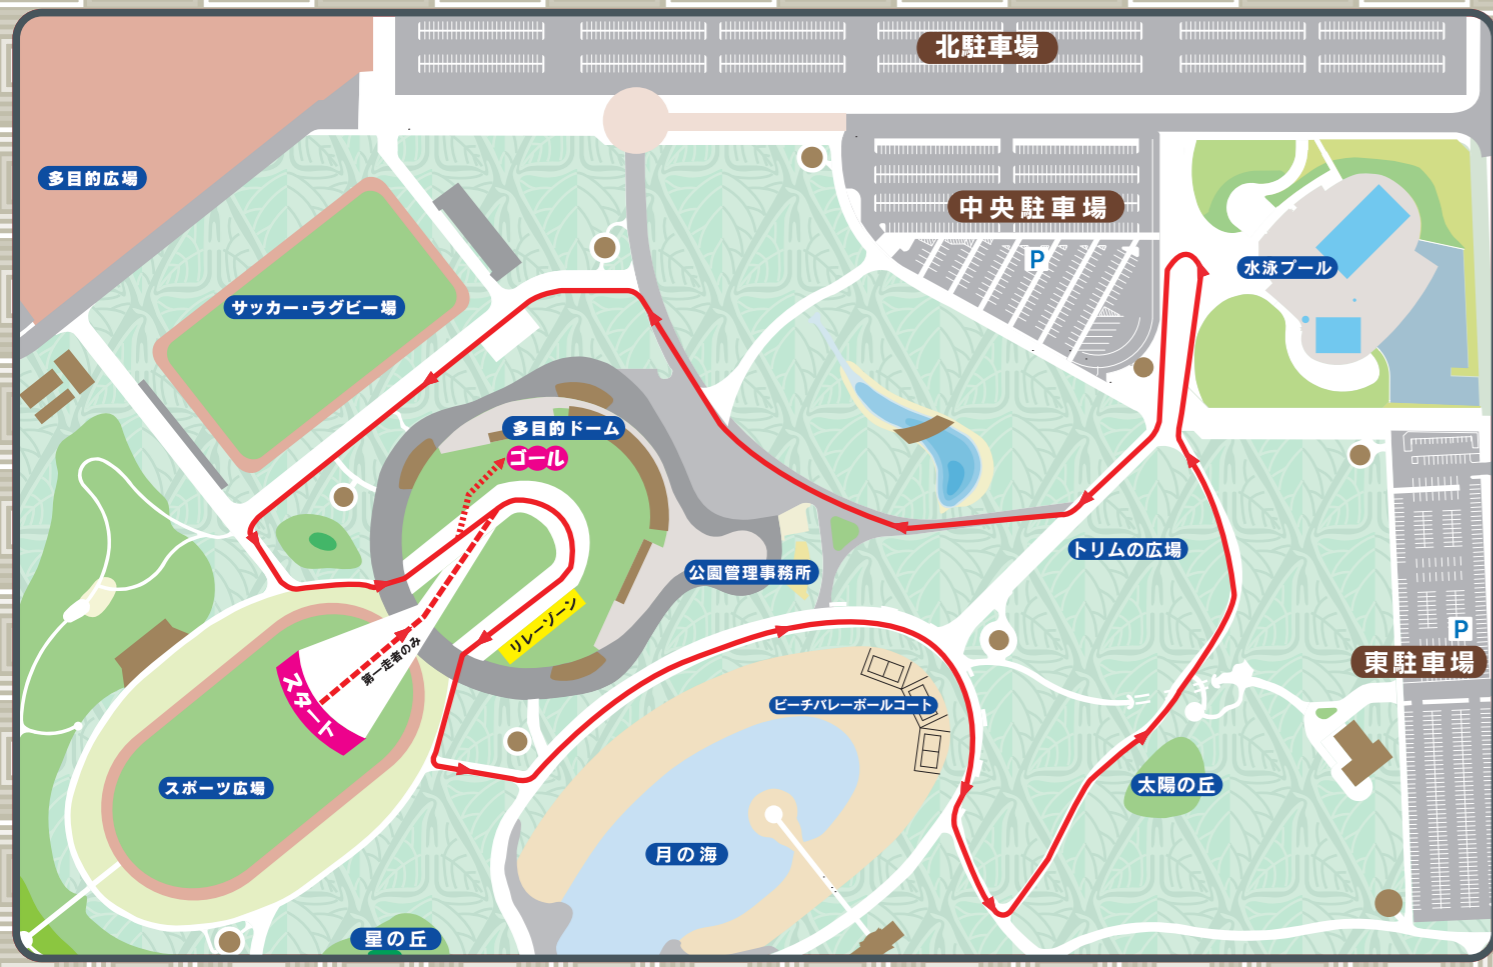 北駐車場
多目的広場
中央駐車場
P
水泳プール
サッカー・ラグビー場
多目的ドーム
ゴール
トリムの広場
公園管理事務所
リレーゾーン
P
第一走者のみ
東駐車場
スタート
ビーチバレーボールコート
スポーツ広場
太陽の丘
月の海
星の丘